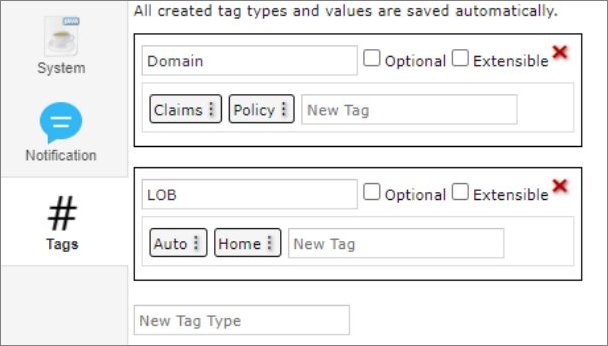 All created tag types and values are saved automatically.
JAVA
System
Notification
#
Tags
Domain
Optional
Extensible
Claims
Policy
New Tag
LOB
Optional
Extensible
Auto
Home
New Tag
New Tag Type